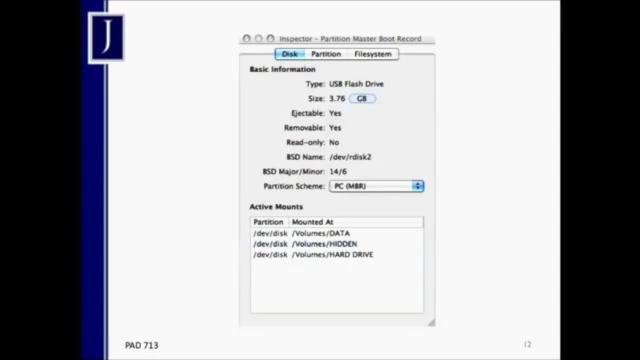 J
Inspector - Partition Master Boot Record
Disk Partition Filesystem
Basic Information
Type: USB Flash Drive
Size: 3.76 GB
Ejectable: Yes
Removable: Yes
Read-only: No
BSD Name: /dev/rdisk2
BSD Major/Minor: 14/6
Partition Scheme: PC (MBR)
Active Mounts
Partition Mounted At
/dev/disk /Volumes/DATA
/dev/disk /Volumes/HIDDEN
/dev/disk /Volumes/HARD DRIVE
PAD 713
12